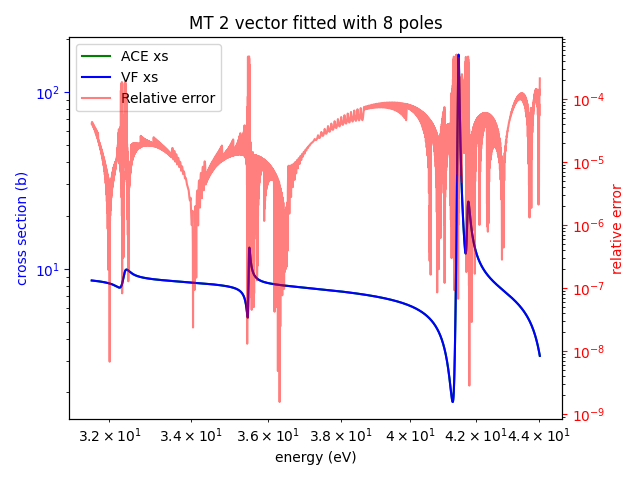 MT 2 vector fitted with 8 poles
ACE xs
VF xs
Relative error
cross section (b)
10²
10¹
relative error
10⁻⁴
10⁻⁵
10⁻⁶
10⁻⁷
10⁻⁸
10⁻⁹
3.2 × 10¹ 3.4 × 10¹ 3.6 × 10¹ 3.8 × 10¹ 4 × 10¹ 4.2 × 10¹ 4.4 × 10¹
energy (eV)